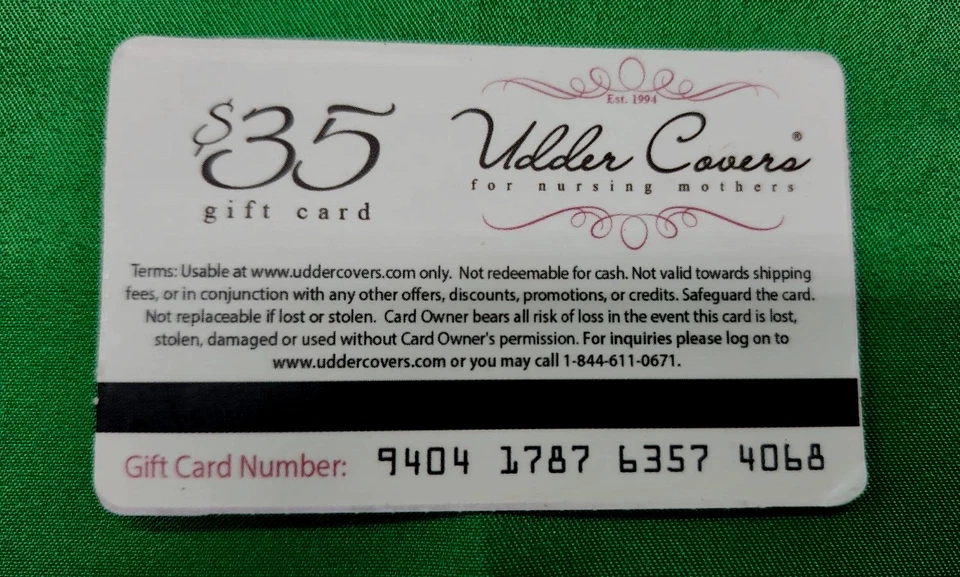 $35
gift card
Est. 1994
Udder Covers®
for nursing mothers
Terms: Usable at www.uddercovers.com only. Not redeemable for cash. Not valid towards shipping
fees, or in conjunction with any other offers, discounts, promotions, or credits. Safeguard the card.
Not replaceable if lost or stolen. Card Owner bears all risk of loss in the event this card is lost,
stolen, damaged or used without Card Owner's permission. For inquiries please log on to
www.uddercovers.com or you may call 1-844-611-0671.
Gift Card Number: 9404 1787 6357 4068